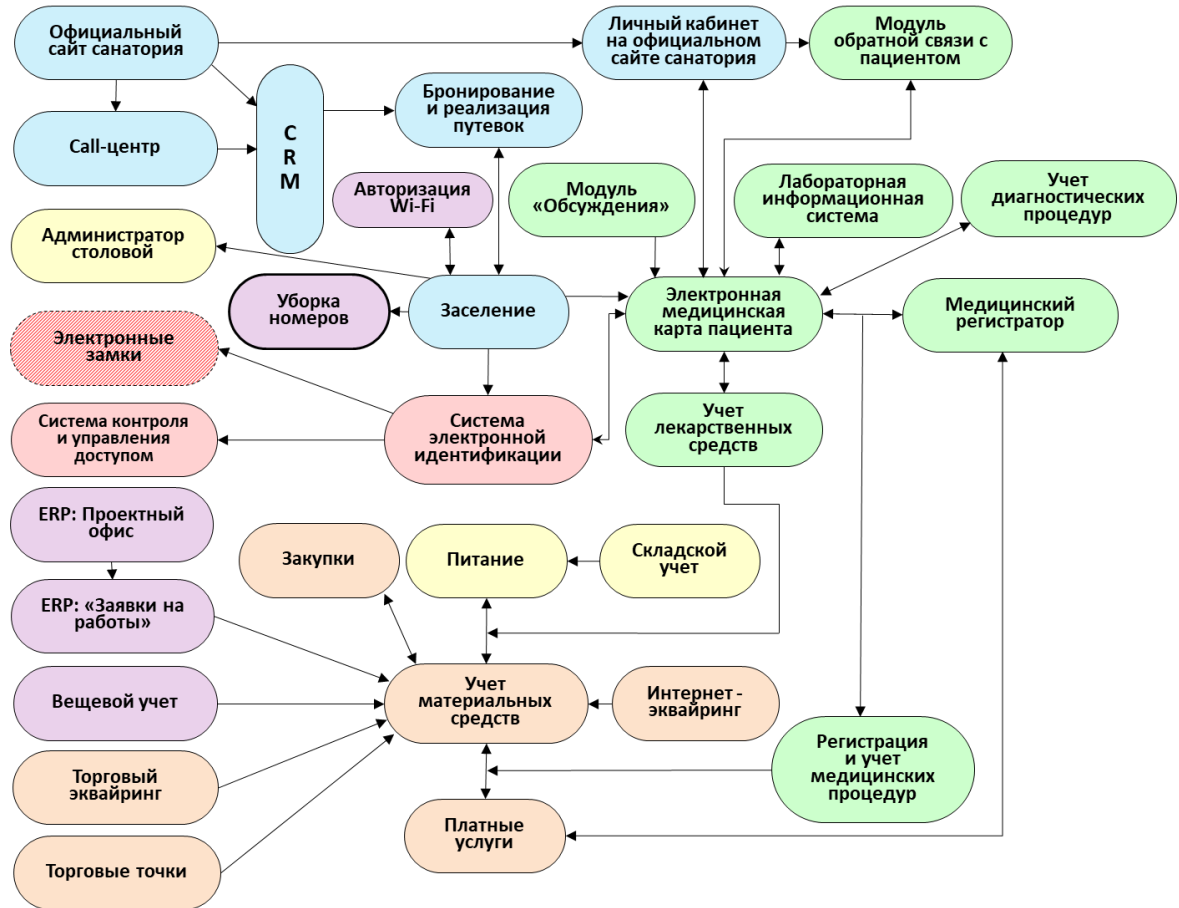 Официальный
сайт санатория
Личный кабинет
на официальном
сайте санатория
Модуль
обратной связи с
пациентом
Call-центр
C
R
M
Бронирование
и реализация
путевок
Авторизация
Wi-Fi
Модуль
«Обсуждения»
Лабораторная
информационная
система
Учет
диагностических
процедур
Администратор
столовой
Уборка
номеров
Заселение
Электронная
медицинская
карта пациента
Медицинский
регистратор
Электронные
замки
Система контроля
и управления
доступом
Система
электронной
идентификации
Учет
лекарственных
средств
ERP: Проектный
офис
Закупки
Питание
Складской
учет
ERP: «Заявки на
работы»
Вещевой учет
Учет
материальных
средств
Интернет-
эквайринг
Торговый
эквайринг
Регистрация
и учет
медицинских
процедур
Платные
услуги
Торговые точки